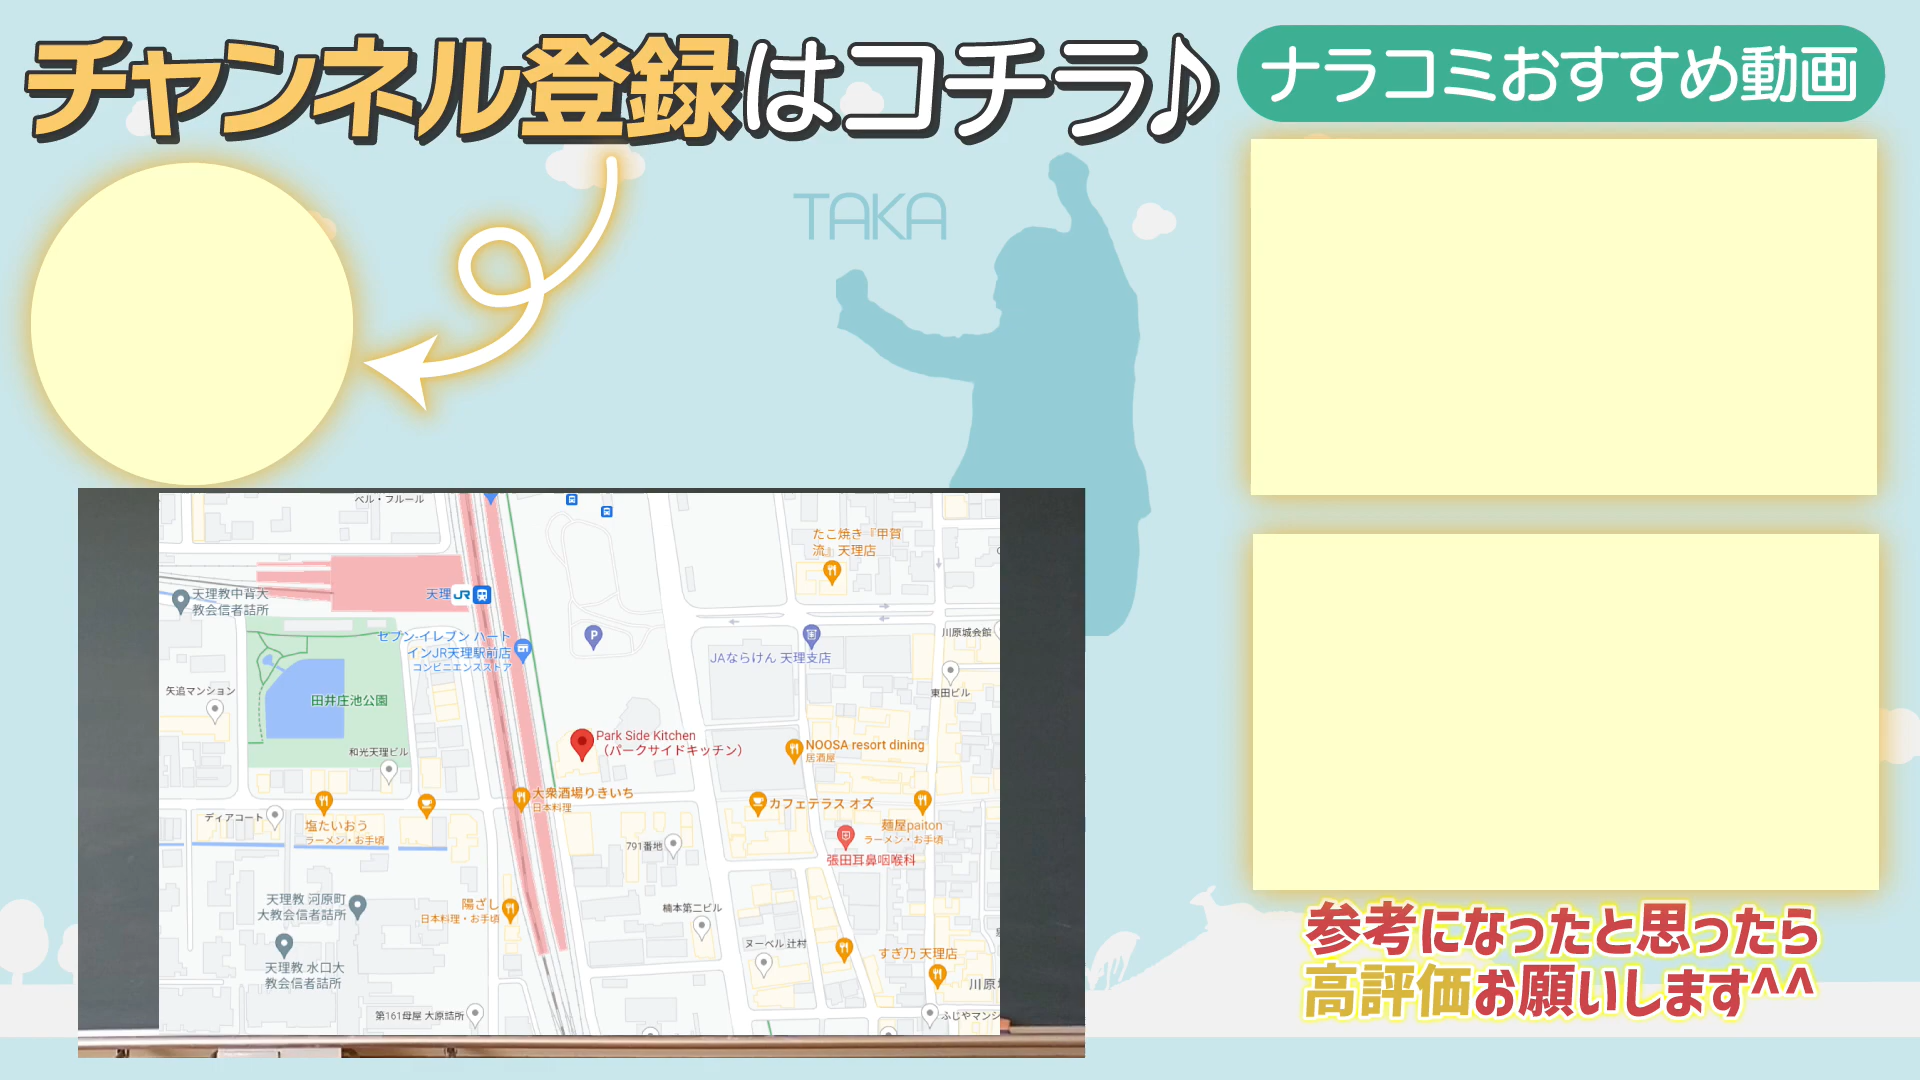 チャンネル登録はコチラ♪
ナラコミおすすめ動画
TAKA
ベル・フルール
たこ焼き『甲賀
流』天理店
天理教中背大
教会信者詰所
天理 JR
セブン-イレブン ハート
インJR天理駅前店
コンビニエンスストア
P
JAならけん 天理支店
川原城会館
矢追マンション
田井庄池公園
東田ビル
Park Side Kitchen
(パークサイドキッチン)
NOOSA resort dining
居酒屋
和光天理ビル
大衆酒場りきいち
日本料理
カフェテラス オズ
ディアコート
塩たいおう
ラーメン・お手頃
麺屋paiton
ラーメン・お手頃
791番地
張田耳鼻咽喉科
天理教 河原町
大教会信者詰所
陽ざし
日本料理・お手頃
楠本第二ビル
ヌーベル 辻村
すぎ乃 天理店
天理教 水口大
教会信者詰所
川原
第161母屋 大原詰所
ふじやマンシ
参考になったと思ったら
高評価お願いします^^